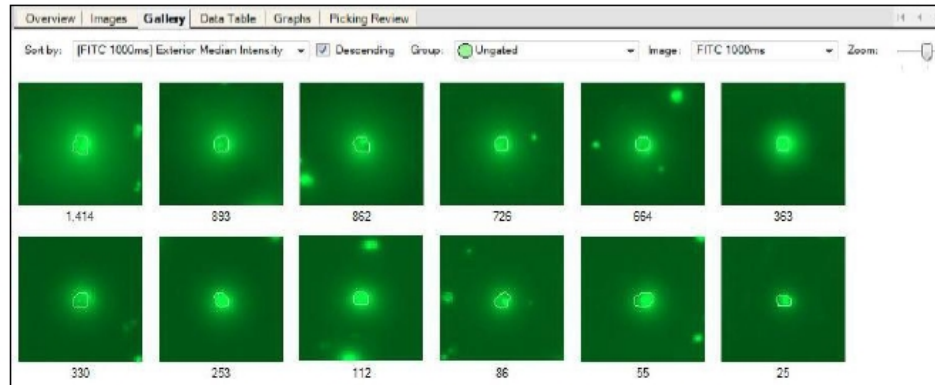 Overview Images Gallery Data Table Graphs Picking Review
Sort by: [FITC 1000ms] Exterior Median Intensity Descending Group: Ungated Image: FITC 1000ms Zoom:
1,414 893 862 726 664 363
330 253 112 86 55 25